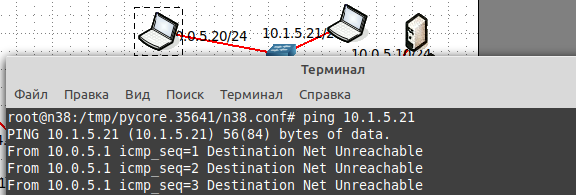 .0.5.20/24
10.1.5.21/2
10.0.5.10/24
Терминал
Файл Правка Вид Поиск Терминал Справка
root@n38:/tmp/pycore.35641/n38.conf# ping 10.1.5.21
PING 10.1.5.21 (10.1.5.21) 56(84) bytes of data.
From 10.0.5.1 icmp_seq=1 Destination Net Unreachable
From 10.0.5.1 icmp_seq=2 Destination Net Unreachable
From 10.0.5.1 icmp_seq=3 Destination Net Unreachable